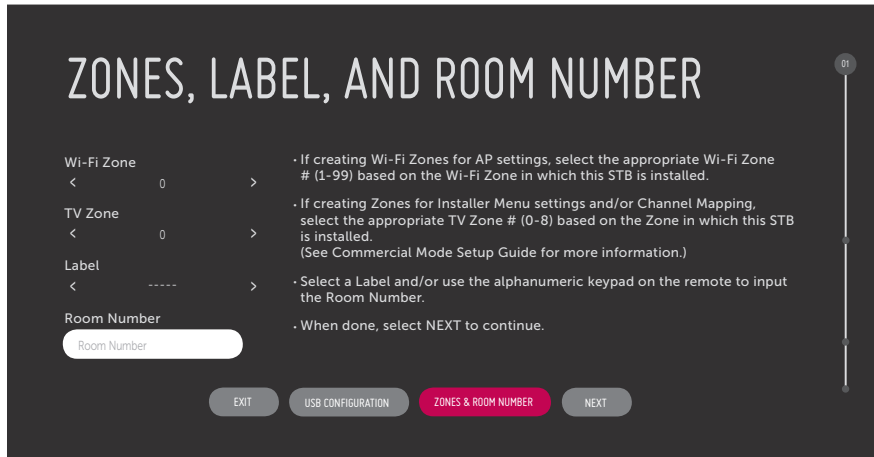 ZONES, LABEL, AND ROOM NUMBER
01
Wi-Fi Zone
< 0 >
TV Zone
< 0 >
Label
< ----- >
Room Number
Room Number
• If creating Wi-Fi Zones for AP settings, select the appropriate Wi-Fi Zone
# (1-99) based on the Wi-Fi Zone in which this STB is installed.
• If creating Zones for Installer Menu settings and/or Channel Mapping,
select the appropriate TV Zone # (0-8) based on the Zone in which this STB
is installed.
(See Commercial Mode Setup Guide for more information.)
• Select a Label and/or use the alphanumeric keypad on the remote to input
the Room Number.
• When done, select NEXT to continue.
EXIT USB CONFIGURATION ZONES & ROOM NUMBER NEXT